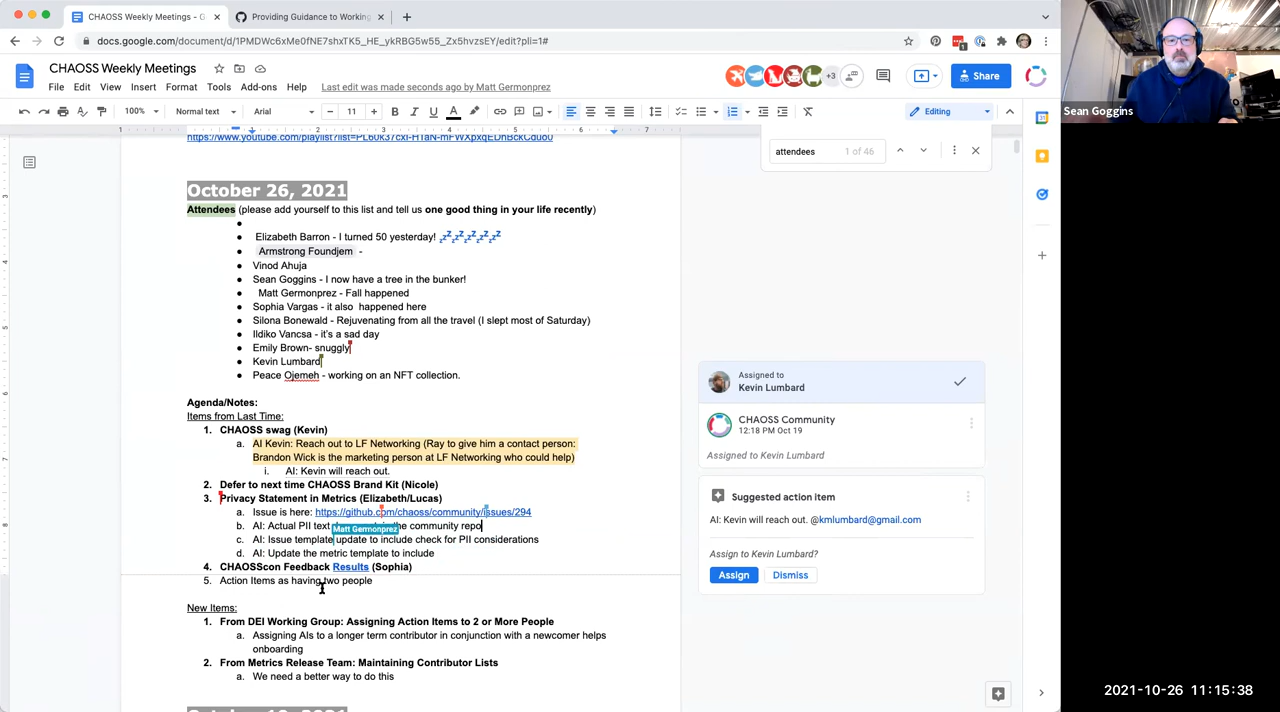 CHAOSS Weekly Meetings - G
Providing Guidance to Working
docs.google.com/document/d/1PMDWc6xMe0fNE7shxTK5_HE_ykRBG5w55_Zx5hvzsEY/edit?pli=1#
CHAOSS Weekly Meetings
File Edit View Insert Format Tools Add-ons Help Last edit was made seconds ago by Matt Germonprez
+3
Share
100% Normal text Arial 11 Editing
attendees 1 of 46
October 26, 2021
Attendees (please add yourself to this list and tell us one good thing in your life recently)
Elizabeth Barron - I turned 50 yesterday! 💤💤💤💤💤💤💤
Armstrong Foundjem -
Vinod Ahuja
Sean Goggins - I now have a tree in the bunker!
Matt Germonprez - Fall happened
Sophia Vargas - it also happened here
Silona Bonewald - Rejuvenating from all the travel (I slept most of Saturday)
Ildiko Vancsa - it's a sad day
Emily Brown- snuggly
Kevin Lumbard
Peace Ojemeh - working on an NFT collection.
Agenda/Notes:
Items from Last Time:
1. CHAOSS swag (Kevin)
a. AI Kevin: Reach out to LF Networking (Ray to give him a contact person:
Brandon Wick is the marketing person at LF Networking who could help)
i. AI: Kevin will reach out.
2. Defer to next time CHAOSS Brand Kit (Nicole)
3. Privacy Statement in Metrics (Elizabeth/Lucas)
a. Issue is here: https://github.com/chaoss/community/issues/294
b. AI: Actual PII text the community repo
Matt Germonprez
c. AI: Issue template update to include check for PII considerations
d. AI: Update the metric template to include
4. CHAOSScon Feedback Results (Sophia)
5. Action Items as having two people
New Items:
1. From DEI Working Group: Assigning Action Items to 2 or More People
a. Assigning AIs to a longer term contributor in conjunction with a newcomer helps
onboarding
2. From Metrics Release Team: Maintaining Contributor Lists
a. We need a better way to do this
Assigned to
Kevin Lumbard
CHAOSS Community
12:18 PM Oct 19
Assigned to Kevin Lumbard
Suggested action item
AI: Kevin will reach out. @kmlumbard@gmail.com
Assign to Kevin Lumbard?
Assign Dismiss
Sean Goggins
2021-10-26 11:15:38